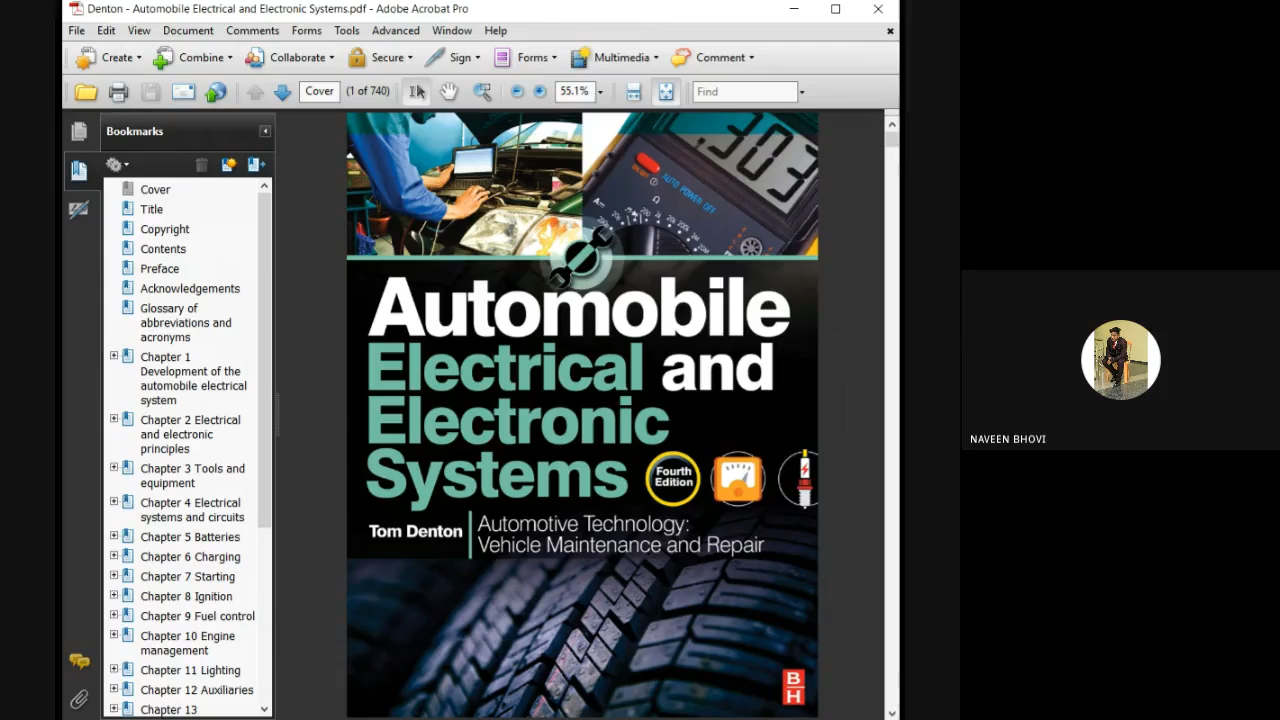 Denton - Automobile Electrical and Electronic Systems.pdf - Adobe Acrobat Pro
File Edit View Document Comments Forms Tools Advanced Window Help
Create Combine Collaborate Secure Sign Forms Multimedia Comment
Cover (1 of 740) 55.1% Find
Bookmarks
Cover
Title
Copyright
Contents
Preface
Acknowledgements
Glossary of
abbreviations and
acronyms
Chapter 1
Development of the
automobile electrical
system
Chapter 2 Electrical
and electronic
principles
Chapter 3 Tools and
equipment
Chapter 4 Electrical
systems and circuits
Chapter 5 Batteries
Chapter 6 Charging
Chapter 7 Starting
Chapter 8 Ignition
Chapter 9 Fuel control
Chapter 10 Engine
management
Chapter 11 Lighting
Chapter 12 Auxiliaries
Chapter 13
.303
AUTO POWER OFF
Automobile
Electrical and
Electronic
Systems
Fourth
Edition
Tom Denton
Automotive Technology:
Vehicle Maintenance and Repair
B
H
NAVEEN BHOVI